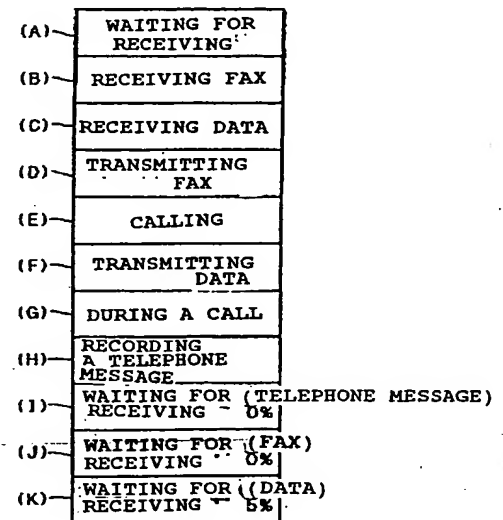 (A) WAITING FOR
RECEIVING
(B) RECEIVING FAX
(C) RECEIVING DATA
(D) TRANSMITTING
FAX
(E) CALLING
(F) TRANSMITTING
DATA
(G) DURING A CALL
(H) RECORDING
A TELEPHONE
MESSAGE
(I) WAITING FOR (TELEPHONE MESSAGE)
RECEIVING - 0%
(J) WAITING FOR (FAX)
RECEIVING 0%
(K) WAITING FOR (DATA)
RECEIVING - 5%